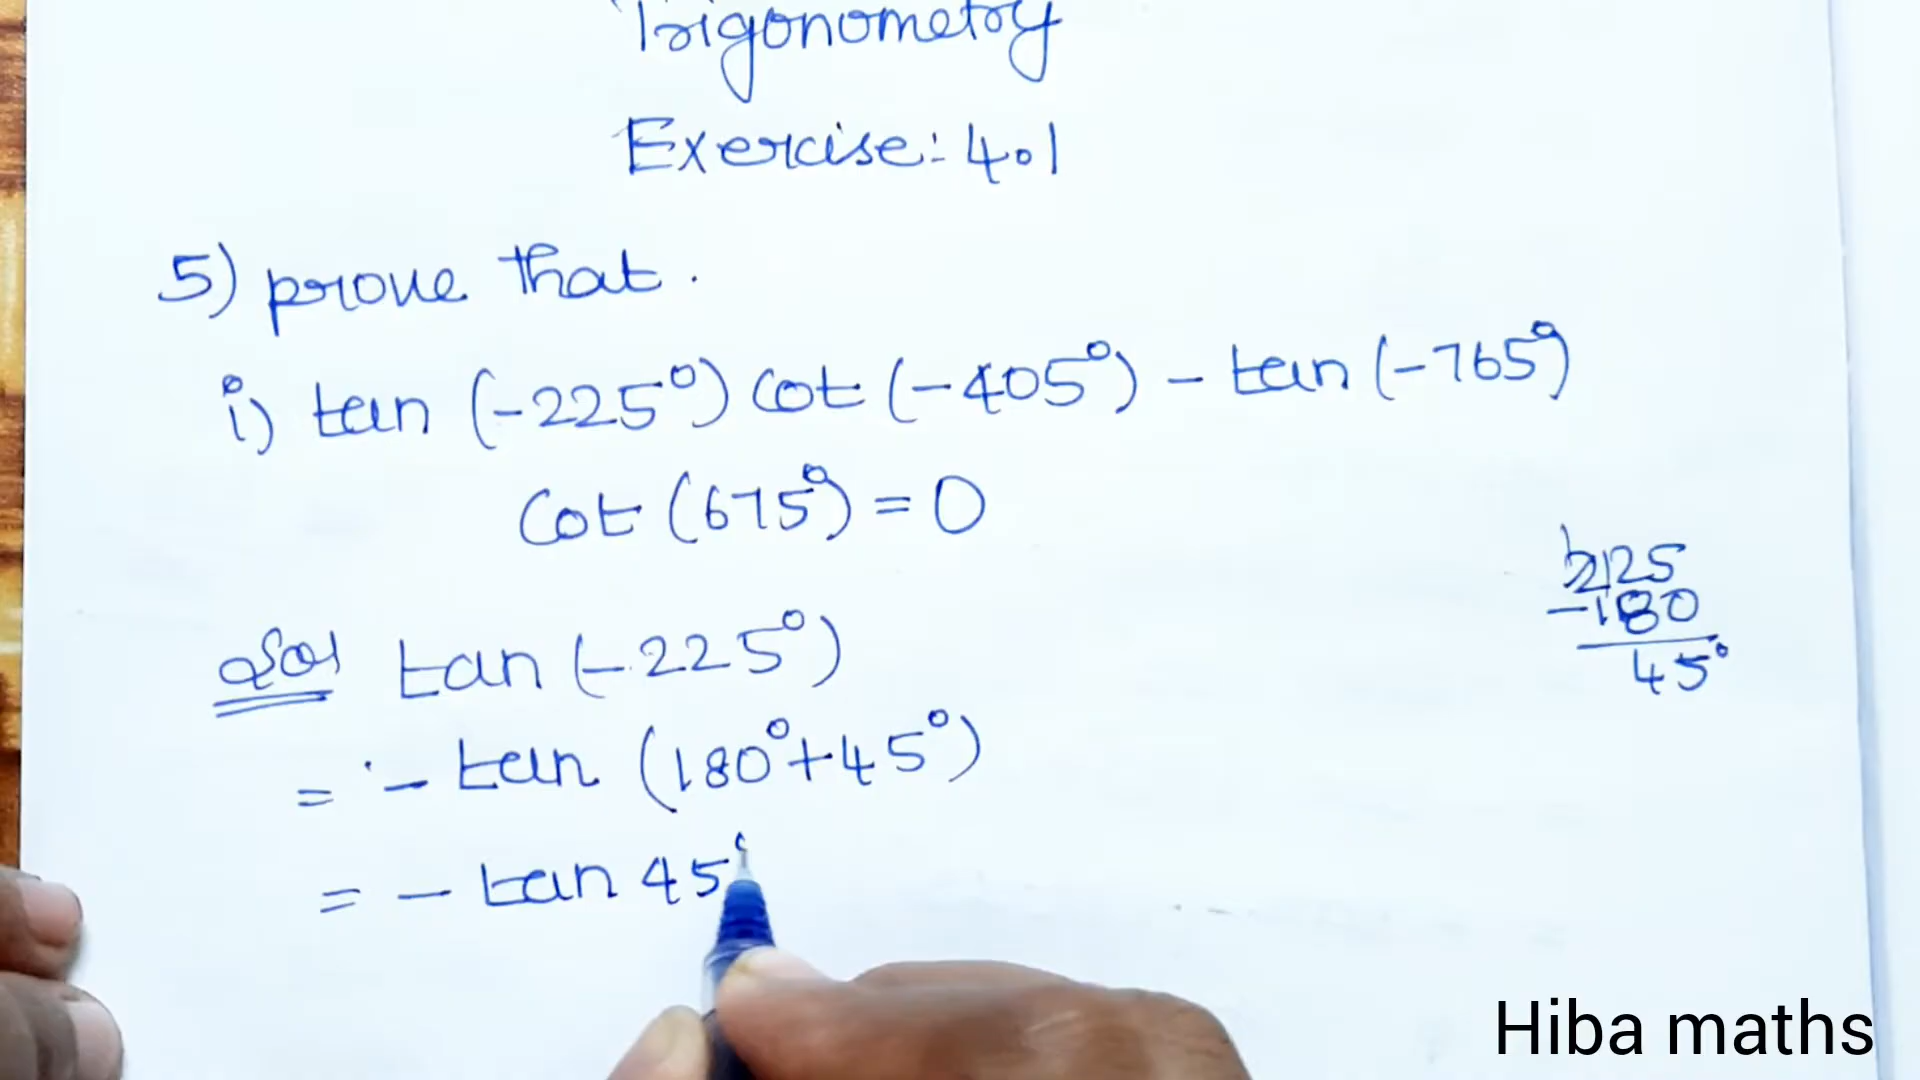 Trigonometry
Exercise: 4.1
5) prove that.
i) tan (-225°) cot (-405°) - tan (-765°)
cot (675°) = 0
Sol tan (-225°)
= - tan (180° + 45°)
= - tan 45°
225
-180
45°
Hiba maths